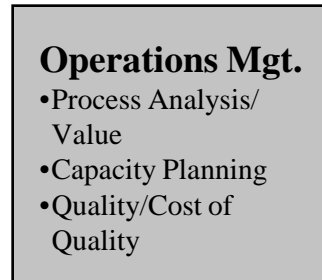 Operations Mgt.
•Process Analysis/
Value
•Capacity Planning
•Quality/Cost of
Quality